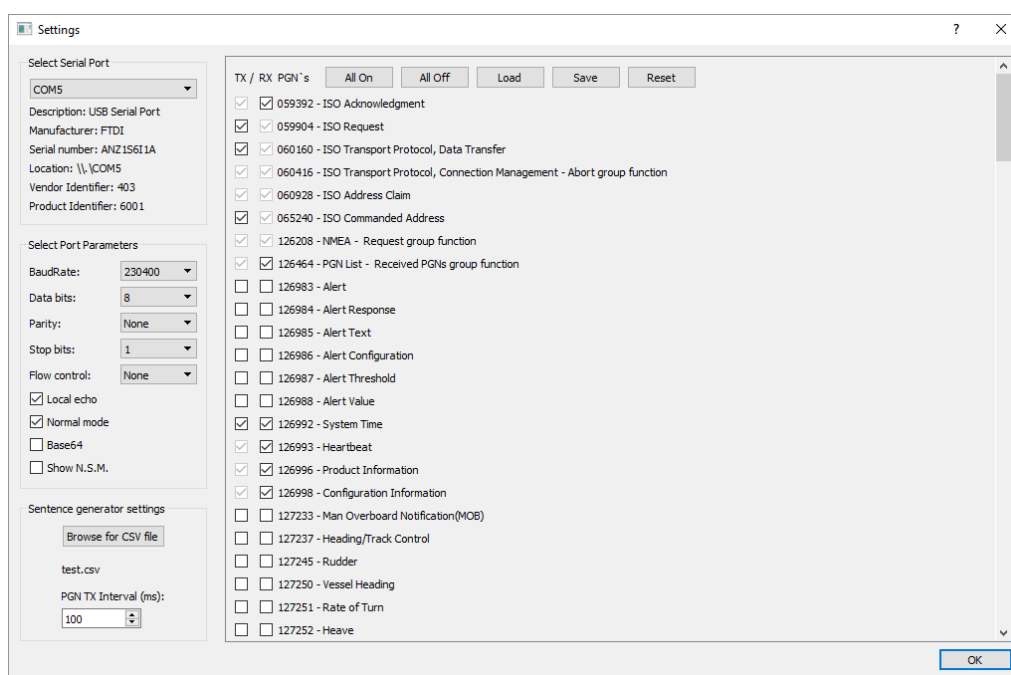 Settings
?
Select Serial Port
COM5
Description: USB Serial Port
Manufacturer: FTDI
Serial number: ANZ1S6I1A
Location: \\.\COM5
Vendor Identifier: 403
Product Identifier: 6001
Select Port Parameters
BaudRate: 230400
Data bits: 8
Parity: None
Stop bits: 1
Flow control: None
Local echo
Normal mode
Base64
Show N.S.M.
Sentence generator settings
Browse for CSV file
test.csv
PGN TX Interval (ms):
100
TX / RX PGN`s All On All Off Load Save Reset
059392 - ISO Acknowledgment
059904 - ISO Request
060160 - ISO Transport Protocol, Data Transfer
060416 - ISO Transport Protocol, Connection Management - Abort group function
060928 - ISO Address Claim
065240 - ISO Commanded Address
126208 - NMEA - Request group function
126464 - PGN List - Received PGNs group function
126983 - Alert
126984 - Alert Response
126985 - Alert Text
126986 - Alert Configuration
126987 - Alert Threshold
126988 - Alert Value
126992 - System Time
126993 - Heartbeat
126996 - Product Information
126998 - Configuration Information
127233 - Man Overboard Notification(MOB)
127237 - Heading/Track Control
127245 - Rudder
127250 - Vessel Heading
127251 - Rate of Turn
127252 - Heave
OK